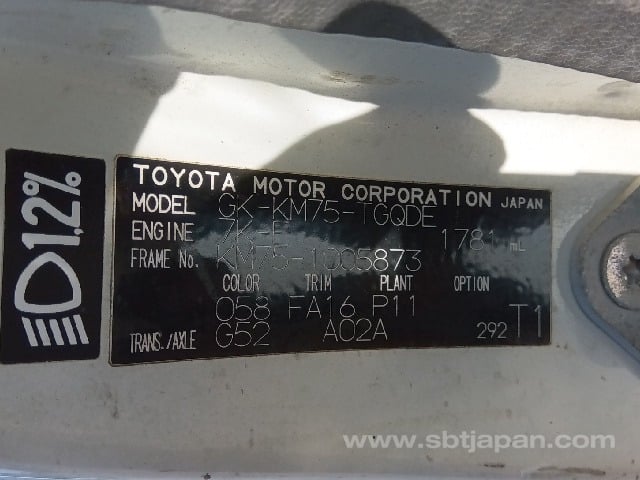 1.2%
TOYOTA MOTOR CORPORATION JAPAN
MODEL GK-KM75-TGQDE
ENGINE 7K-E 1781 mL
FRAME No. KM75-1005873
COLOR TRIM PLANT OPTION
058 FA16 P11
TRANS./AXLE G52 A02A 292 T1
www.sbtjapan.com